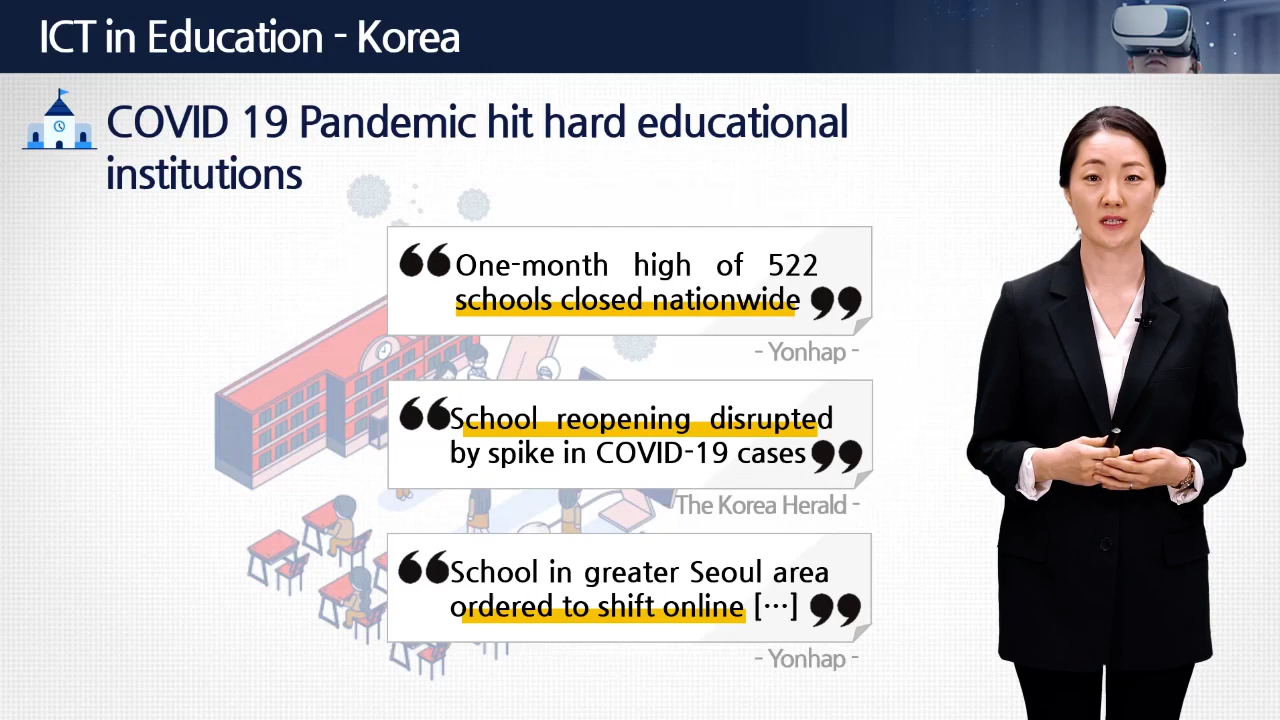 ICT in Education - Korea
COVID 19 Pandemic hit hard educational
institutions
“One-month high of 522
schools closed nationwide”
- Yonhap -
“School reopening disrupted
by spike in COVID-19 cases”
The Korea Herald -
“School in greater Seoul area
ordered to shift online [···]”
- Yonhap -